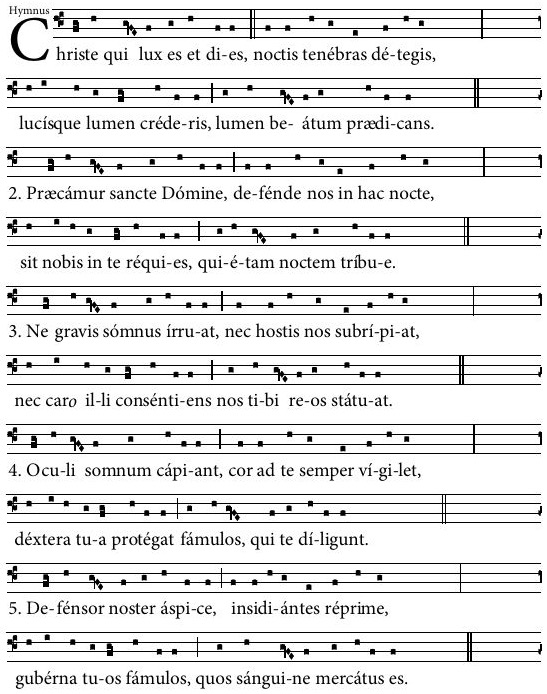 Hymnus
Christe qui lux es et di-es, noctis tenébras dé-tegis,
lucísque lumen créde-ris, lumen be- átum prædi-cans.
2. Præcámur sancte Dómine, de-fénde nos in hac nocte,
sit nobis in te réqui-es, qui-é-tam noctem tríbu-e.
3. Ne gravis sómnus írru-at, nec hostis nos subrí-pi-at,
nec caro il-li consénti-ens nos ti-bi re-os státu-at.
4. Ocu-li somnum cápi-ant, cor ad te semper ví-gi-let,
déxtera tu-a protégat fámulos, qui te dí-ligunt.
5. De-fénsor noster áspi-ce, insidi-ántes réprime,
gubérna tu-os fámulos, quos sángui-ne mercátus es.